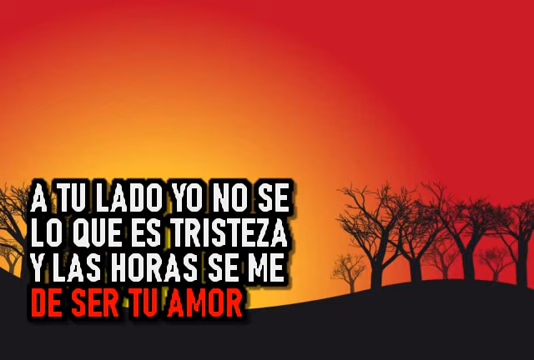 A TU LADO YO NO SE
LO QUE ES TRISTEZA
Y LAS HORAS SE ME
DE SER TU AMOR